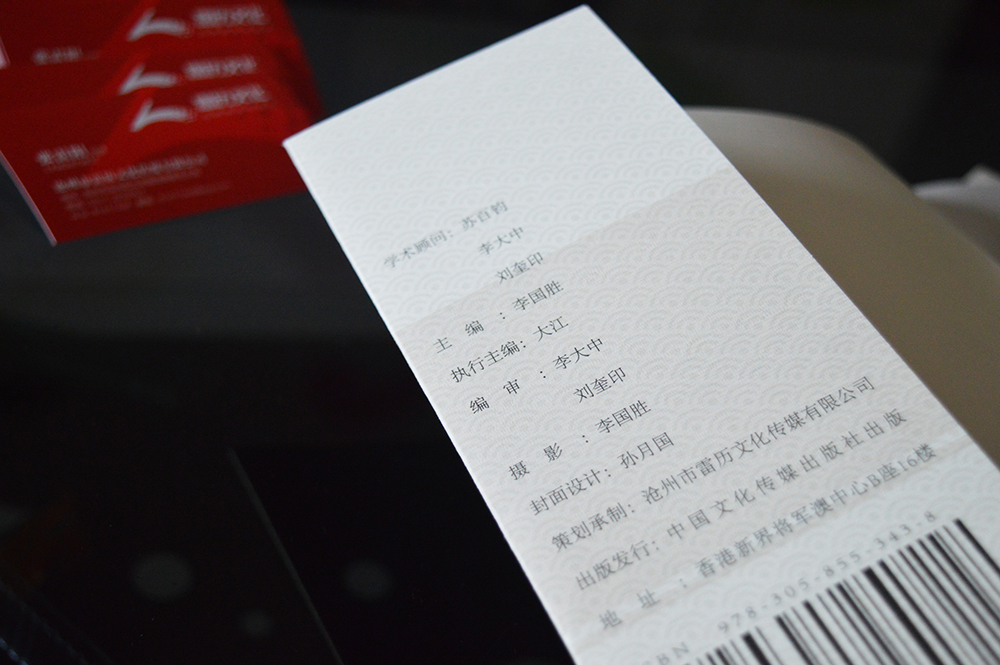 学术顾问：苏百钧
李大中
刘奎印
主 编 ：李国胜
执行主编：大江
编 审 ：李大中
刘奎印
摄 影 ：李国胜
封面设计：孙月国
策划承制：沧州市雷历文化传媒有限公司
出版发行：中国文化传媒出版社出版
地 址 ：香港新界将军澳中心B座16楼
978-305-855-343-8